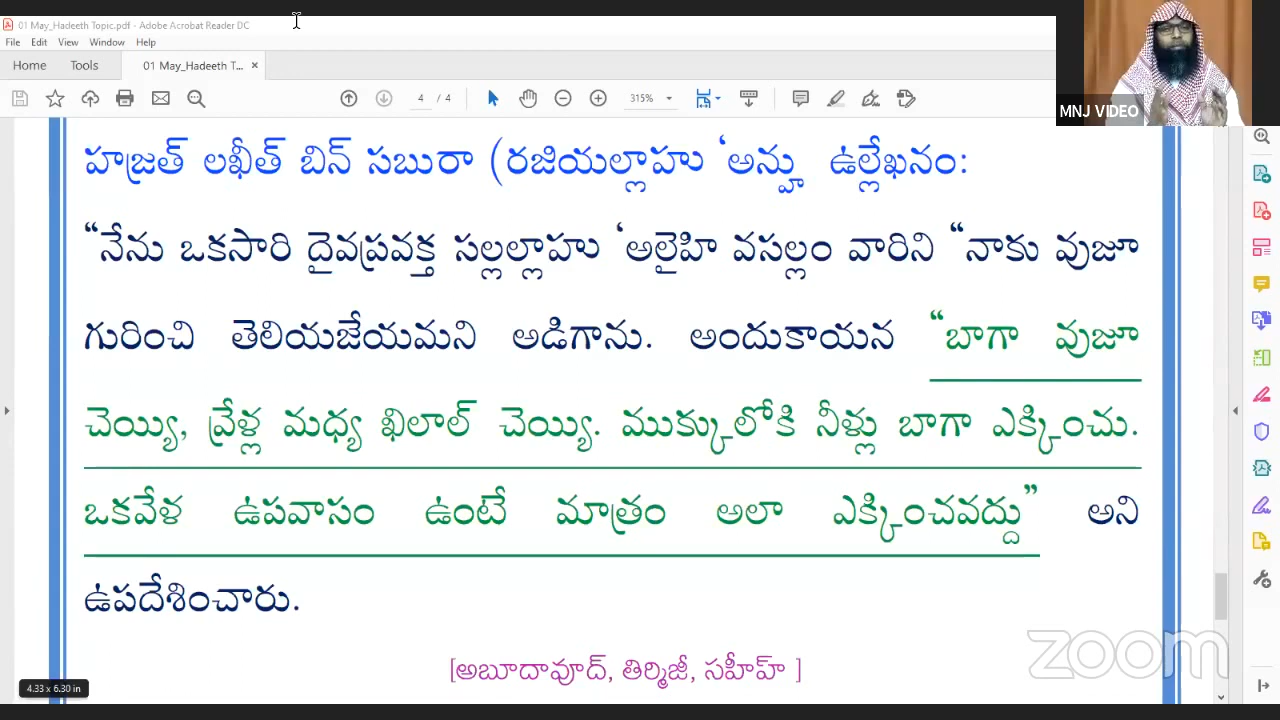 01 May_Hadeeth Topic.pdf - Adobe Acrobat Reader DC
File Edit View Window Help
Home Tools 01 May_Hadeeth T... ×
4 / 4 315%
MNJ VIDEO
హజ్రత్ లఖీత్ బిన్ సబురా (రజియల్లాహు ‘అన్హు ఉల్లేఖనం:
“నేను ఒకసారి దైవప్రవక్త సల్లల్లాహు ‘అలైహి వసల్లం వారిని “నాకు వుజూ
గురించి తెలియజేయమని అడిగాను. అందుకాయన “బాగా వుజూ
చెయ్యి, వ్రేళ్ల మధ్య ఖిలాల్ చెయ్యి. ముక్కులోకి నీళ్లు బాగా ఎక్కించు.
ఒకవేళ ఉపవాసం ఉంటే మాత్రం అలా ఎక్కించవద్దు” అని
ఉపదేశించారు.
[అబూదావూద్, తిర్మిజీ, సహీహ్ ]
zoom
4.33 x 6.30 in